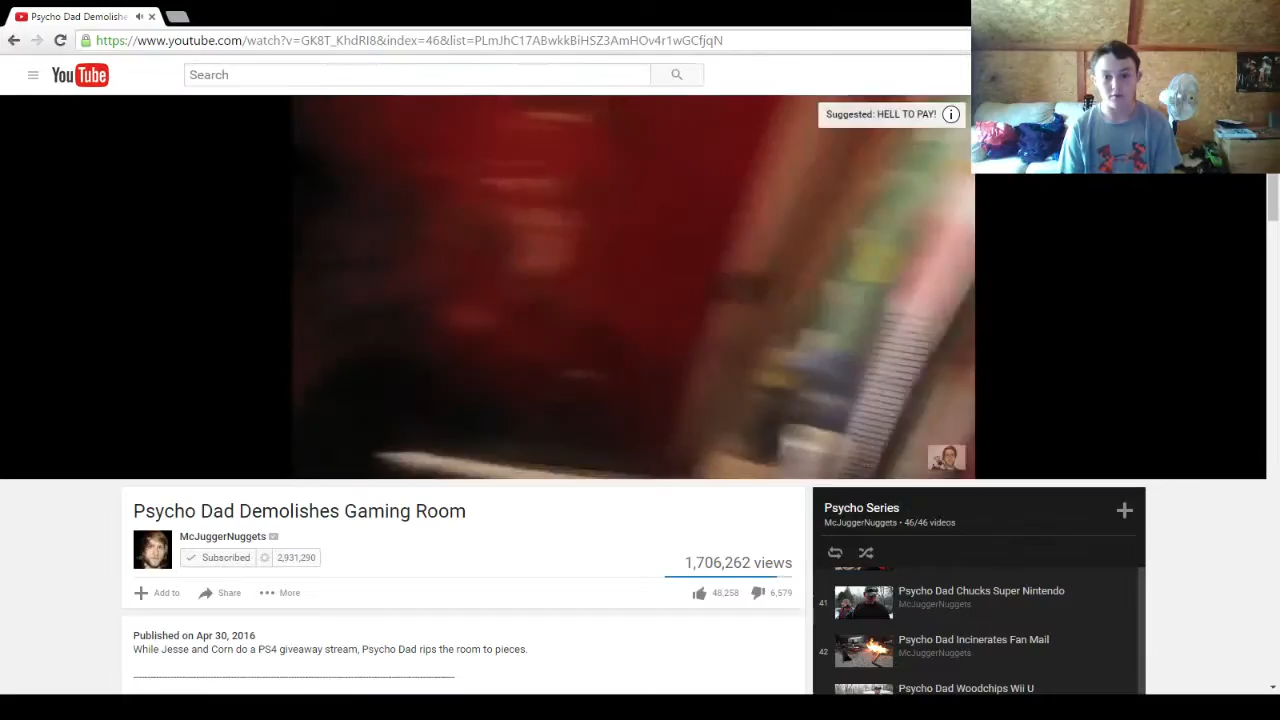 Psycho Dad Demolishe
https://www.youtube.com/watch?v=GK8T_KhdRI8&index=46&list=PLmJhC17ABwkkBiHSZ3AmHOv4r1wGCfjqN
YouTube
Search
Suggested: HELL TO PAY!
Psycho Dad Demolishes Gaming Room
McJuggerNuggets
Subscribed 2,931,290
1,706,262 views
Add to Share More
48,258 6,579
Published on Apr 30, 2016
While Jesse and Corn do a PS4 giveaway stream, Psycho Dad rips the room to pieces.
Psycho Series
McJuggerNuggets • 46/46 videos
41 Psycho Dad Chucks Super Nintendo
McJuggerNuggets
42 Psycho Dad Incinerates Fan Mail
McJuggerNuggets
Psycho Dad Woodchips Wii U